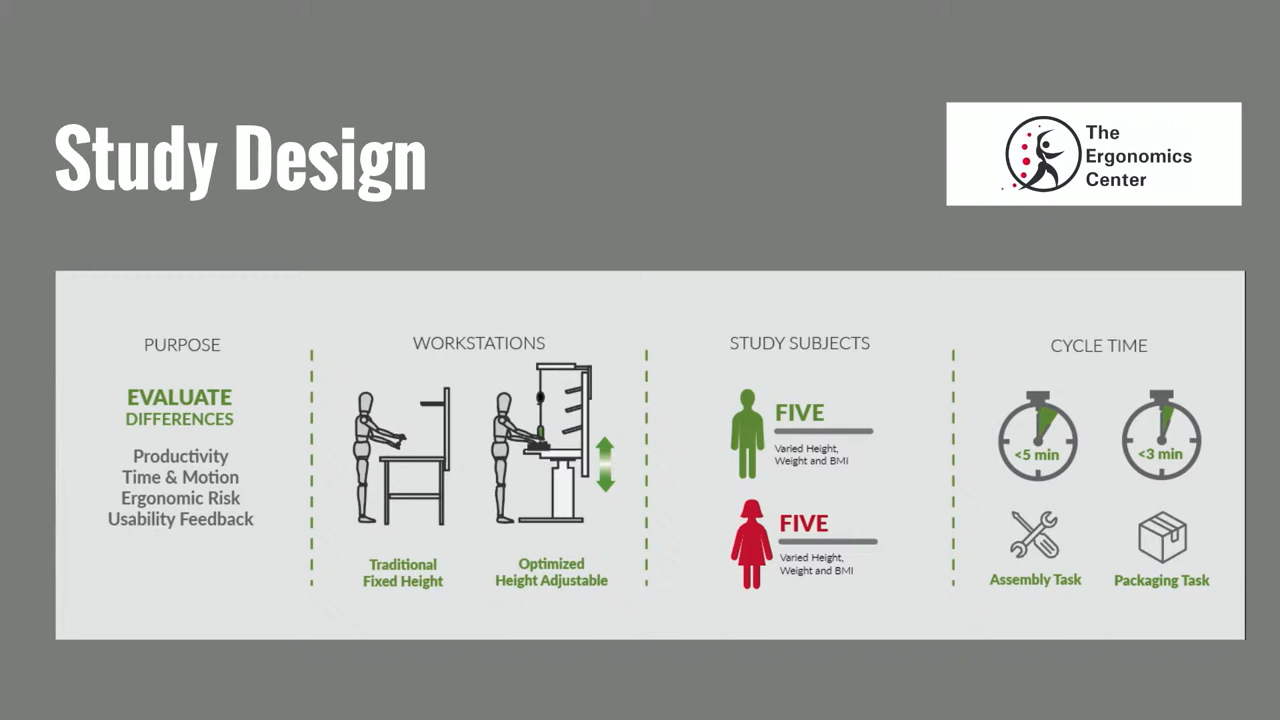 Study Design
The
Ergonomics
Center
PURPOSE
EVALUATE
DIFFERENCES
Productivity
Time & Motion
Ergonomic Risk
Usability Feedback
WORKSTATIONS
Traditional
Fixed Height
Optimized
Height Adjustable
STUDY SUBJECTS
FIVE
Varied Height,
Weight and BMI
FIVE
Varied Height,
Weight and BMI
CYCLE TIME
<5 min
<3 min
Assembly Task
Packaging Task